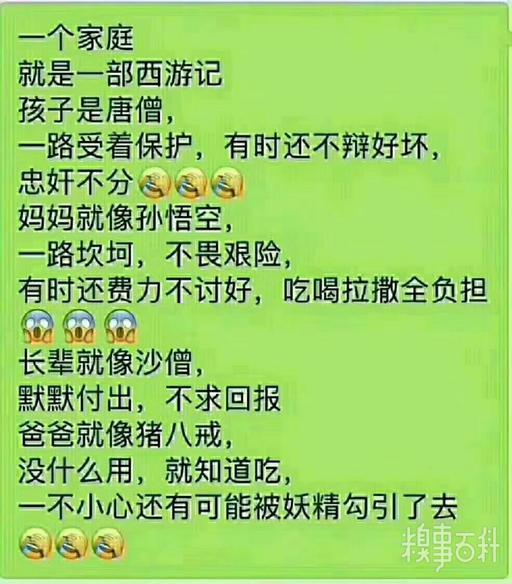 一个家庭
就是一部西游记
孩子是唐僧，
一路受着保护，有时还不辩好坏，
忠奸不分🤣🤣🤣
妈妈就像孙悟空，
一路坎坷，不畏艰险，
有时还费力不讨好，吃喝拉撒全负担
😱😱😱
长辈就像沙僧，
默默付出，不求回报
爸爸就像猪八戒，
没什么用，就知道吃，
一不小心还有可能被妖精勾引了去
🤣🤣🤣
糗事百科